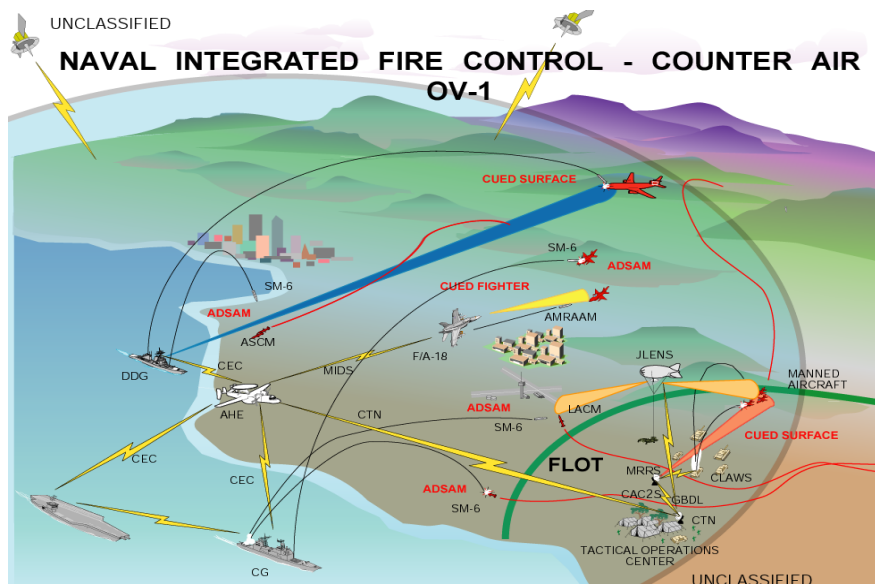 UNCLASSIFIED
NAVAL INTEGRATED FIRE CONTROL - COUNTER AIR
OV-1
CUED SURFACE
SM-6
ADSAM
SM-6
CUED FIGHTER
ADSAM
AMRAAM
ASCM
F/A-18
JLENS
DDG
CEC
MIDS
MANNED
AIRCRAFT
AHE
CTN
ADSAM
LACM
SM-6
CUED SURFACE
CEC
CEC
FLOT
MRRS
CLAWS
ADSAM
CAC2S
GBDL
SM-6
CTN
TACTICAL OPERATIONS
CENTER
CG
UNCLASSIFIED